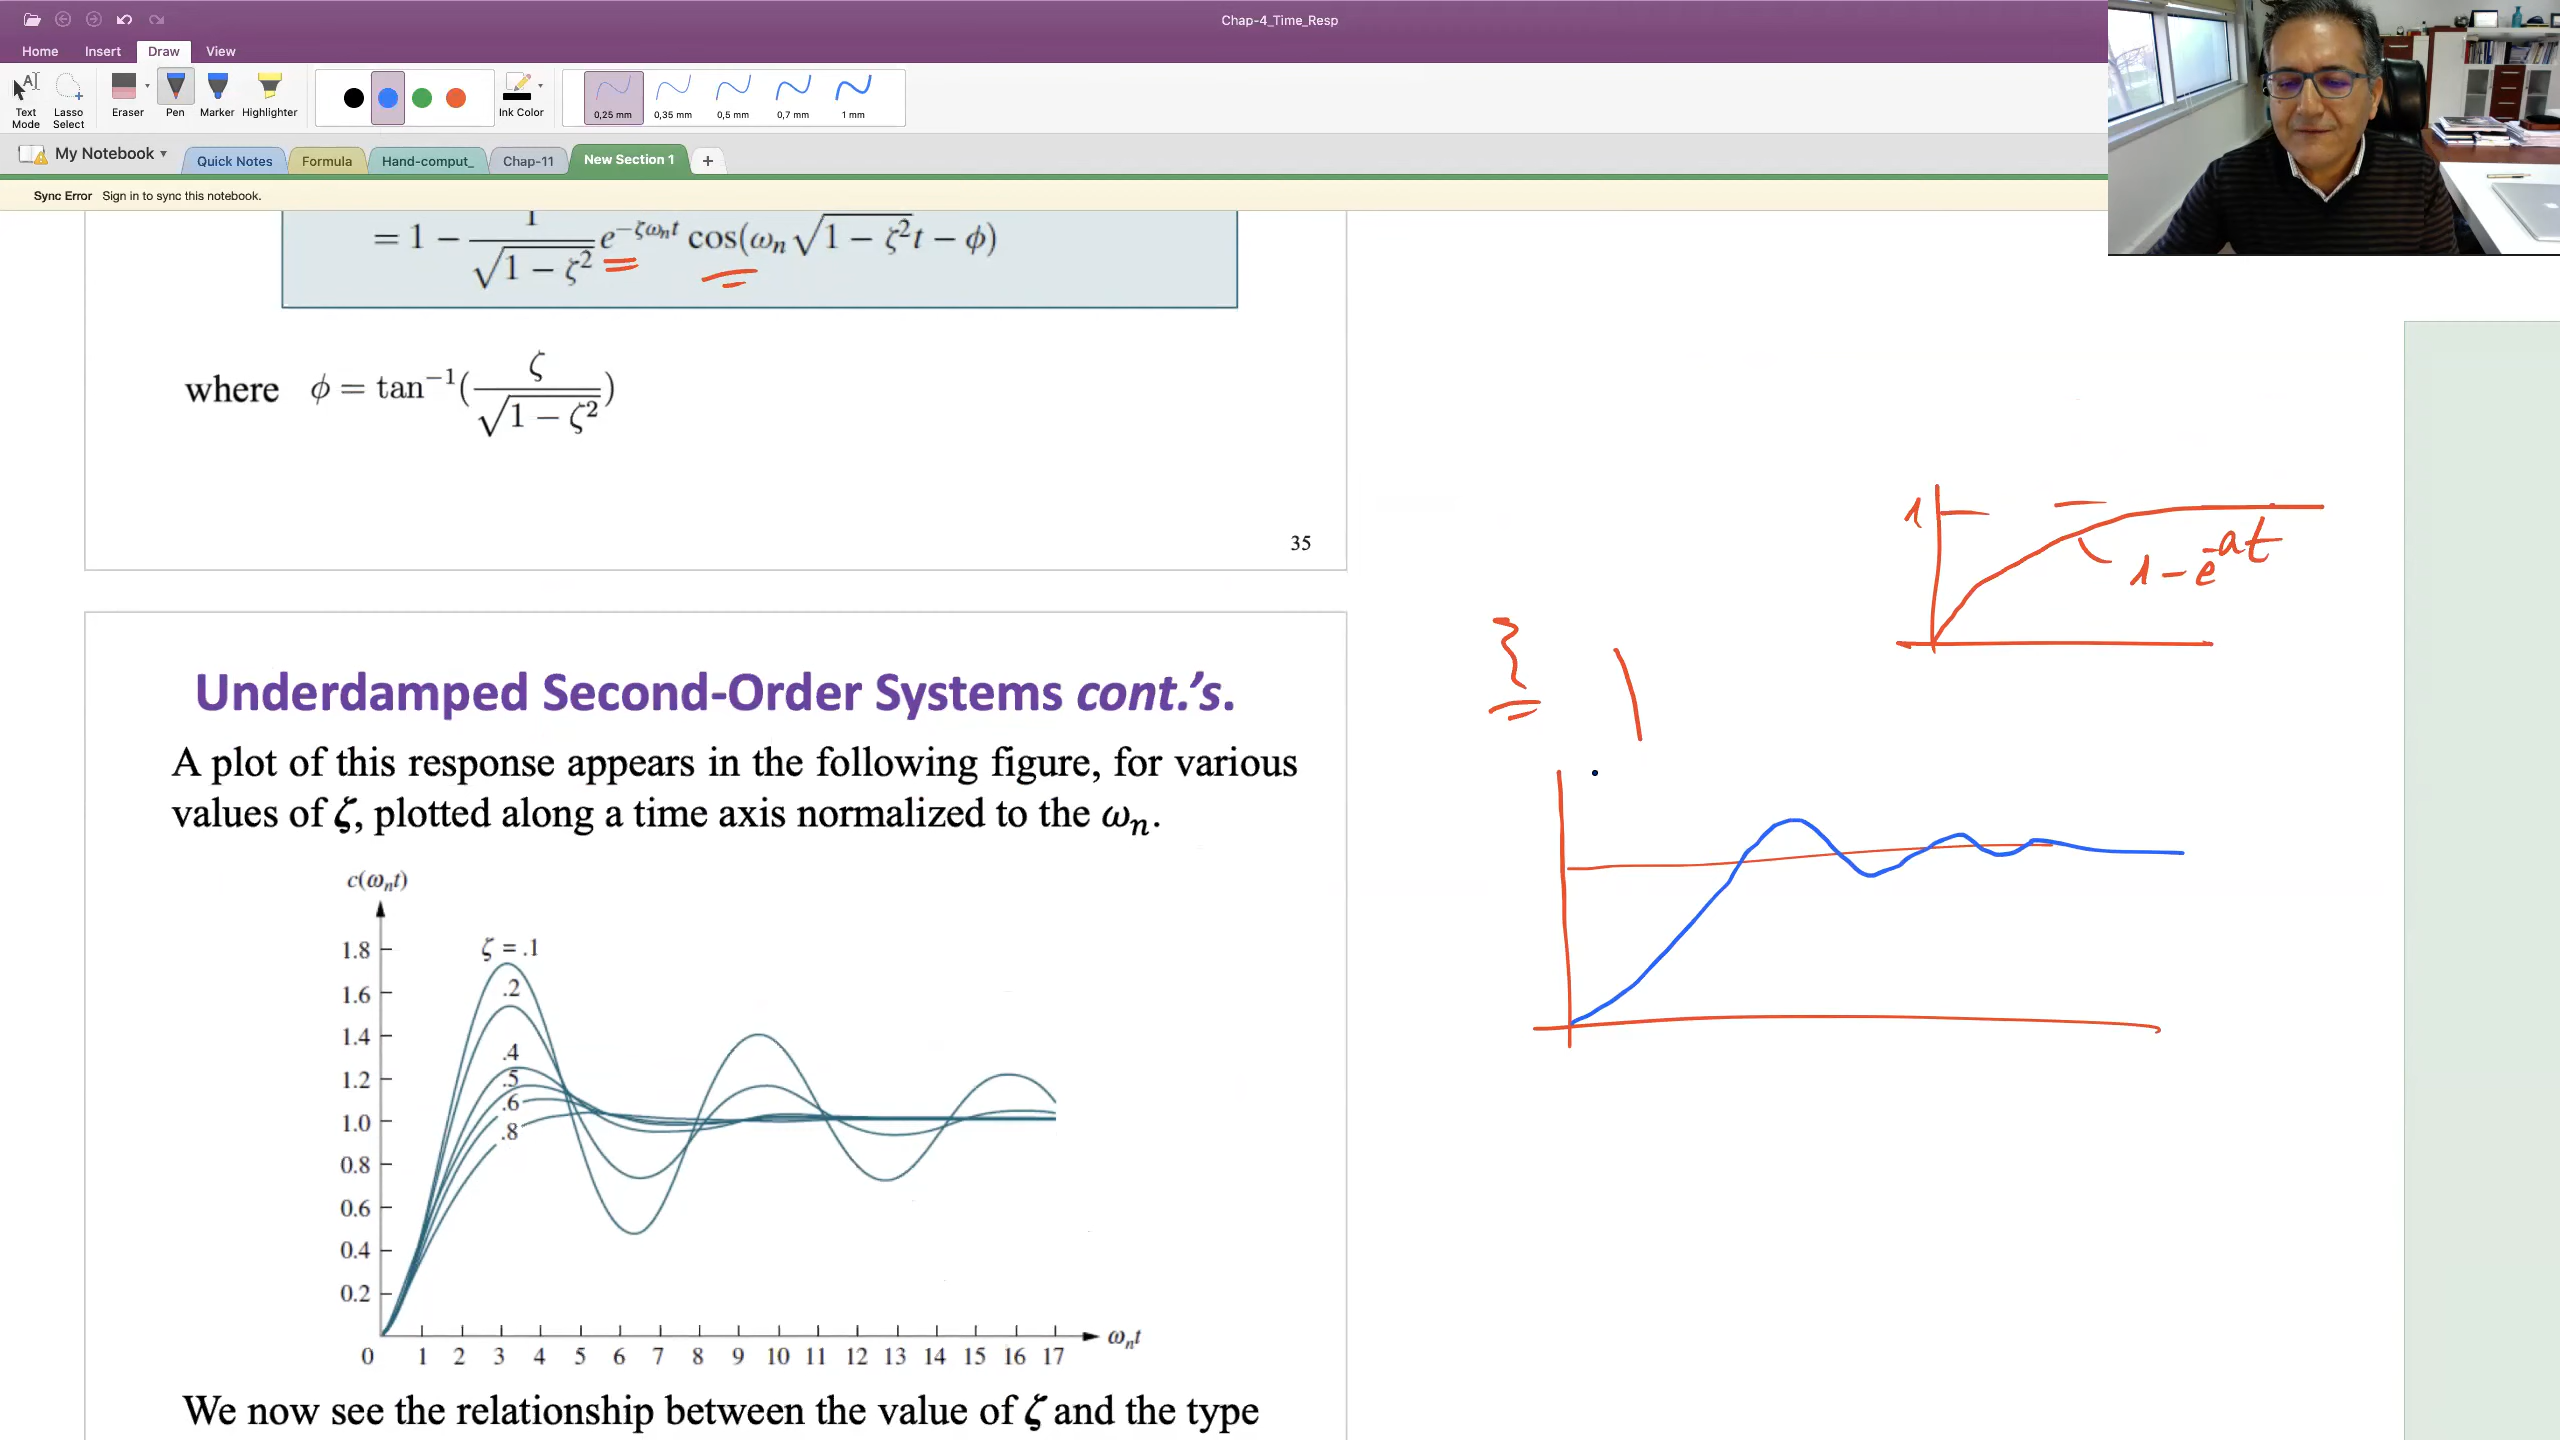 Chap-4_Time_Resp
Home Insert Draw View
Text Mode Lasso Select Eraser Pen Marker Highlighter Ink Color 0,25 mm 0,35 mm 0,5 mm 0,7 mm 1 mm
My Notebook Quick Notes Formula Hand-comput_ Chap-11 New Section 1 +
Sync Error Sign in to sync this notebook.
= 1 − 1/√(1 − ζ²) e^(−ζωₙt) cos(ωₙ√(1 − ζ²)t − ϕ)
where ϕ = tan⁻¹(ζ/√(1 − ζ²))
35
1
1 − e^(−at)
ζ
Underdamped Second-Order Systems cont.’s.
A plot of this response appears in the following figure, for various
values of ζ, plotted along a time axis normalized to the ωₙ.
c(ωₙt)
1.8
1.6
1.4
1.2
1.0
0.8
0.6
0.4
0.2
ζ = .1
.2
.4
.5
.6
.8
0 1 2 3 4 5 6 7 8 9 10 11 12 13 14 15 16 17
ωₙt
We now see the relationship between the value of ζ and the type